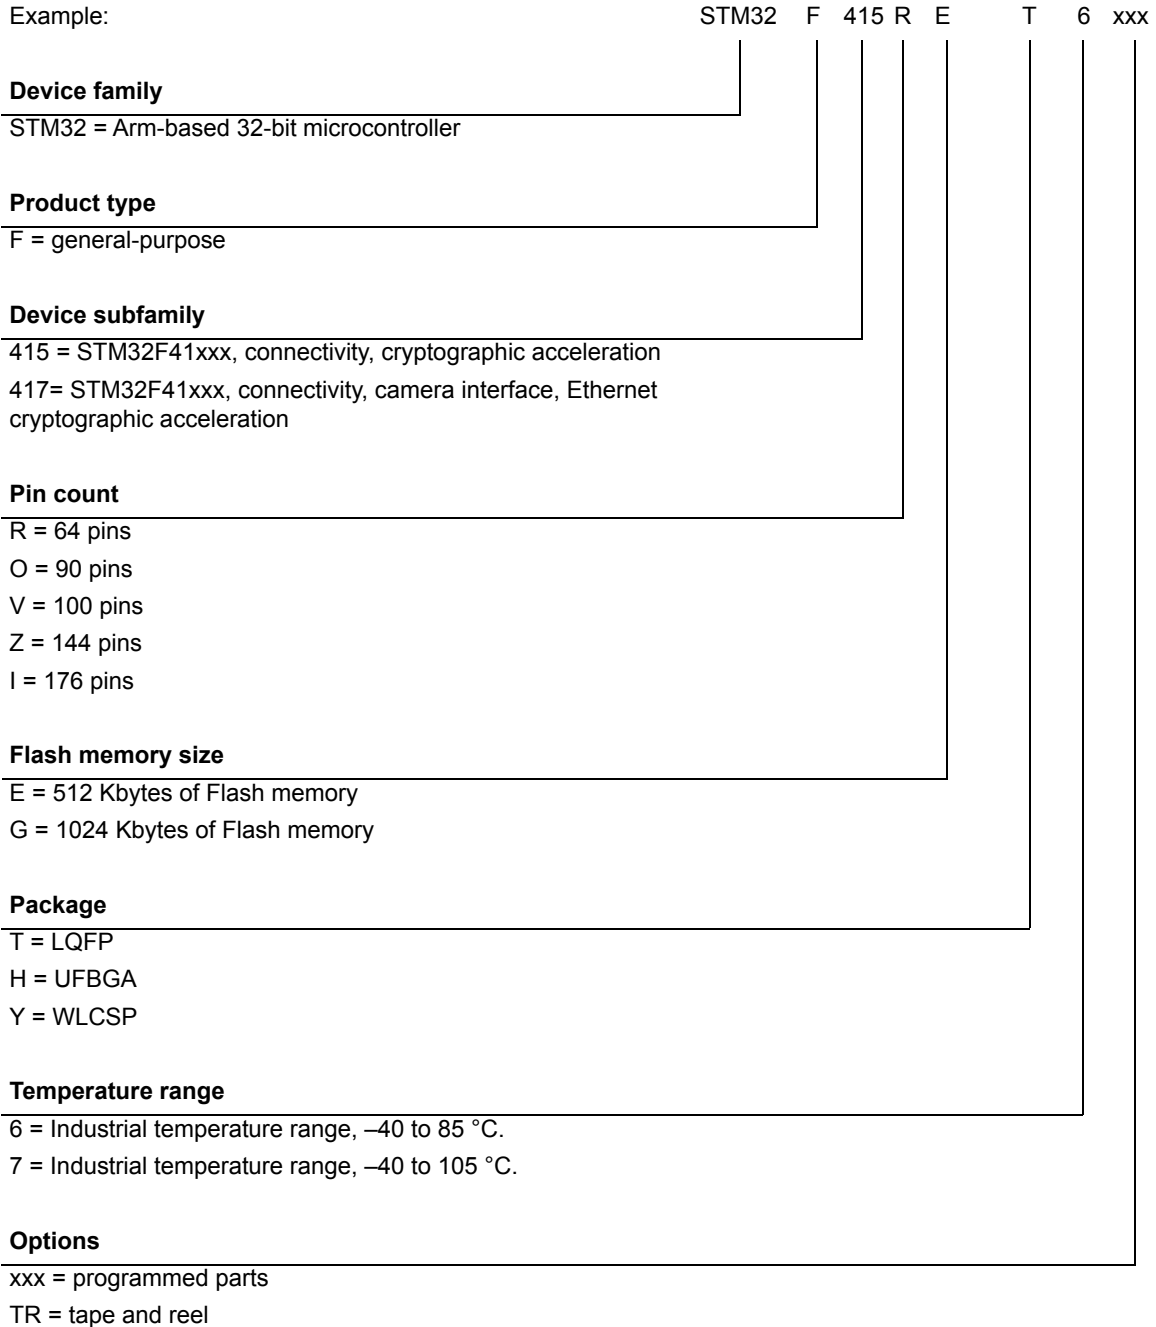 Example: STM32 F 415 R E T 6 xxx
Device family
STM32 = Arm-based 32-bit microcontroller
Product type
F = general-purpose
Device subfamily
415 = STM32F41xxx, connectivity, cryptographic acceleration
417= STM32F41xxx, connectivity, camera interface, Ethernet
cryptographic acceleration
Pin count
R = 64 pins
O = 90 pins
V = 100 pins
Z = 144 pins
I = 176 pins
Flash memory size
E = 512 Kbytes of Flash memory
G = 1024 Kbytes of Flash memory
Package
T = LQFP
H = UFBGA
Y = WLCSP
Temperature range
6 = Industrial temperature range, –40 to 85 °C.
7 = Industrial temperature range, –40 to 105 °C.
Options
xxx = programmed parts
TR = tape and reel